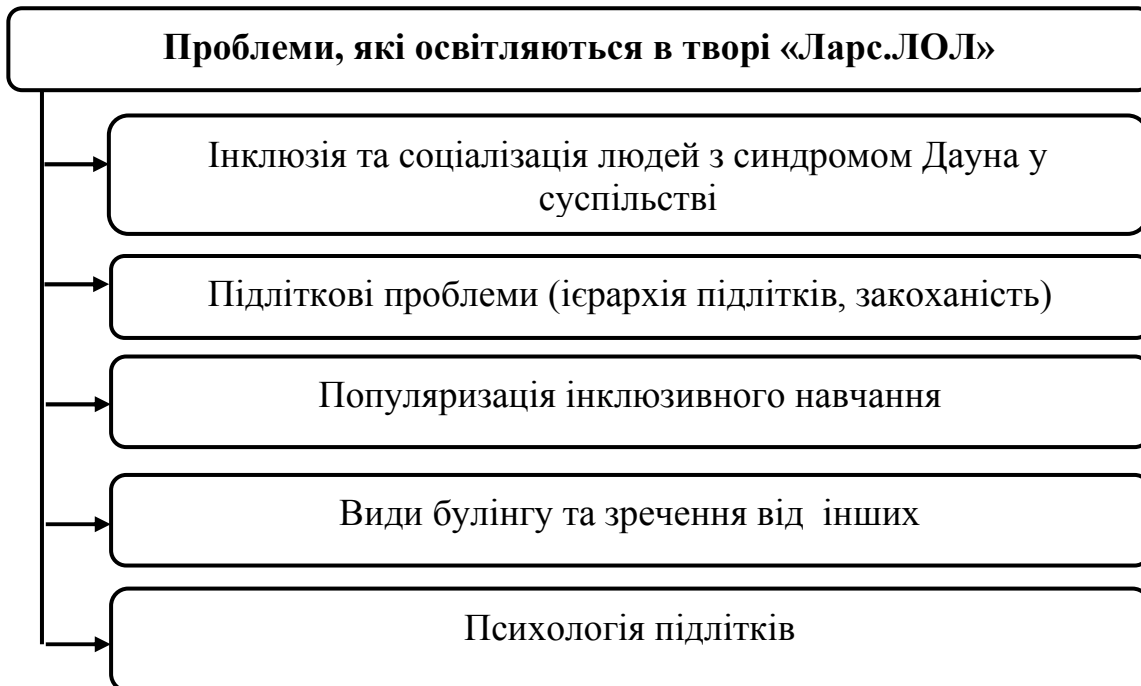 Проблеми, які освітляються в творі «Ларс.ЛОЛ»
Інклюзія та соціалізація людей з синдромом Дауна у
суспільстві
Підліткові проблеми (ієрархія підлітків, закоханість)
Популяризація інклюзивного навчання
Види булінгу та зречення від інших
Психологія підлітків